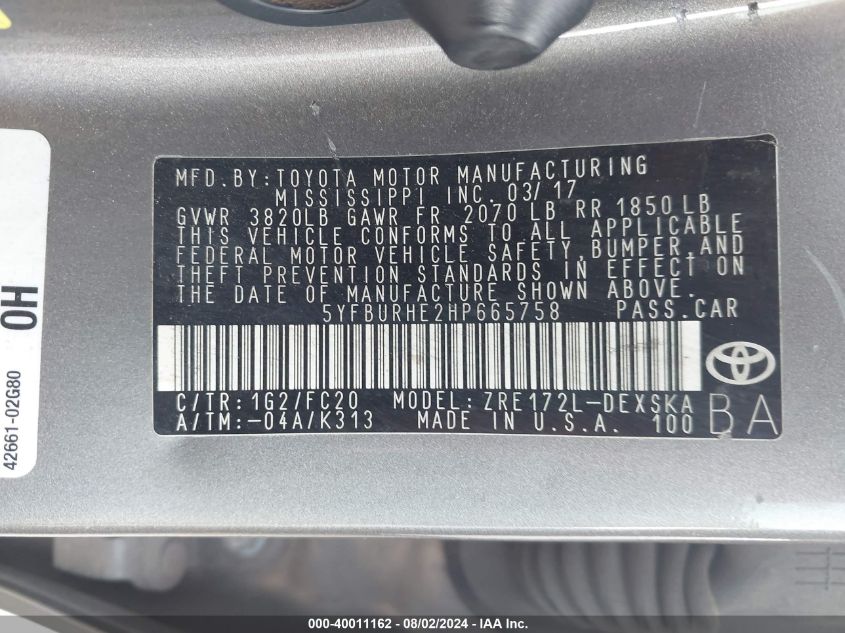 MFD.BY:TOYOTA MOTOR MANUFACTURING
MISSISSIPPI INC. 03/17
GVWR 3820LB GAWR FR 2070 LB RR 1850 LB
THIS VEHICLE CONFORMS TO ALL APPLICABLE
FEDERAL MOTOR VEHICLE SAFETY,BUMPER,AND
THEFT PREVENTION STANDARDS IN EFFECT ON
THE DATE OF MANUFACTURE SHOWN ABOVE.
5YFBURHE2HP665758 PASS.CAR
C/TR:1G2/FC20 MODEL:ZRE172L-DEXSKA
A/TM:-04A/K313 MADE IN U.S.A. 100
BA
42661-02G80
OH
000-40011162 - 08/02/2024 - IAA Inc.